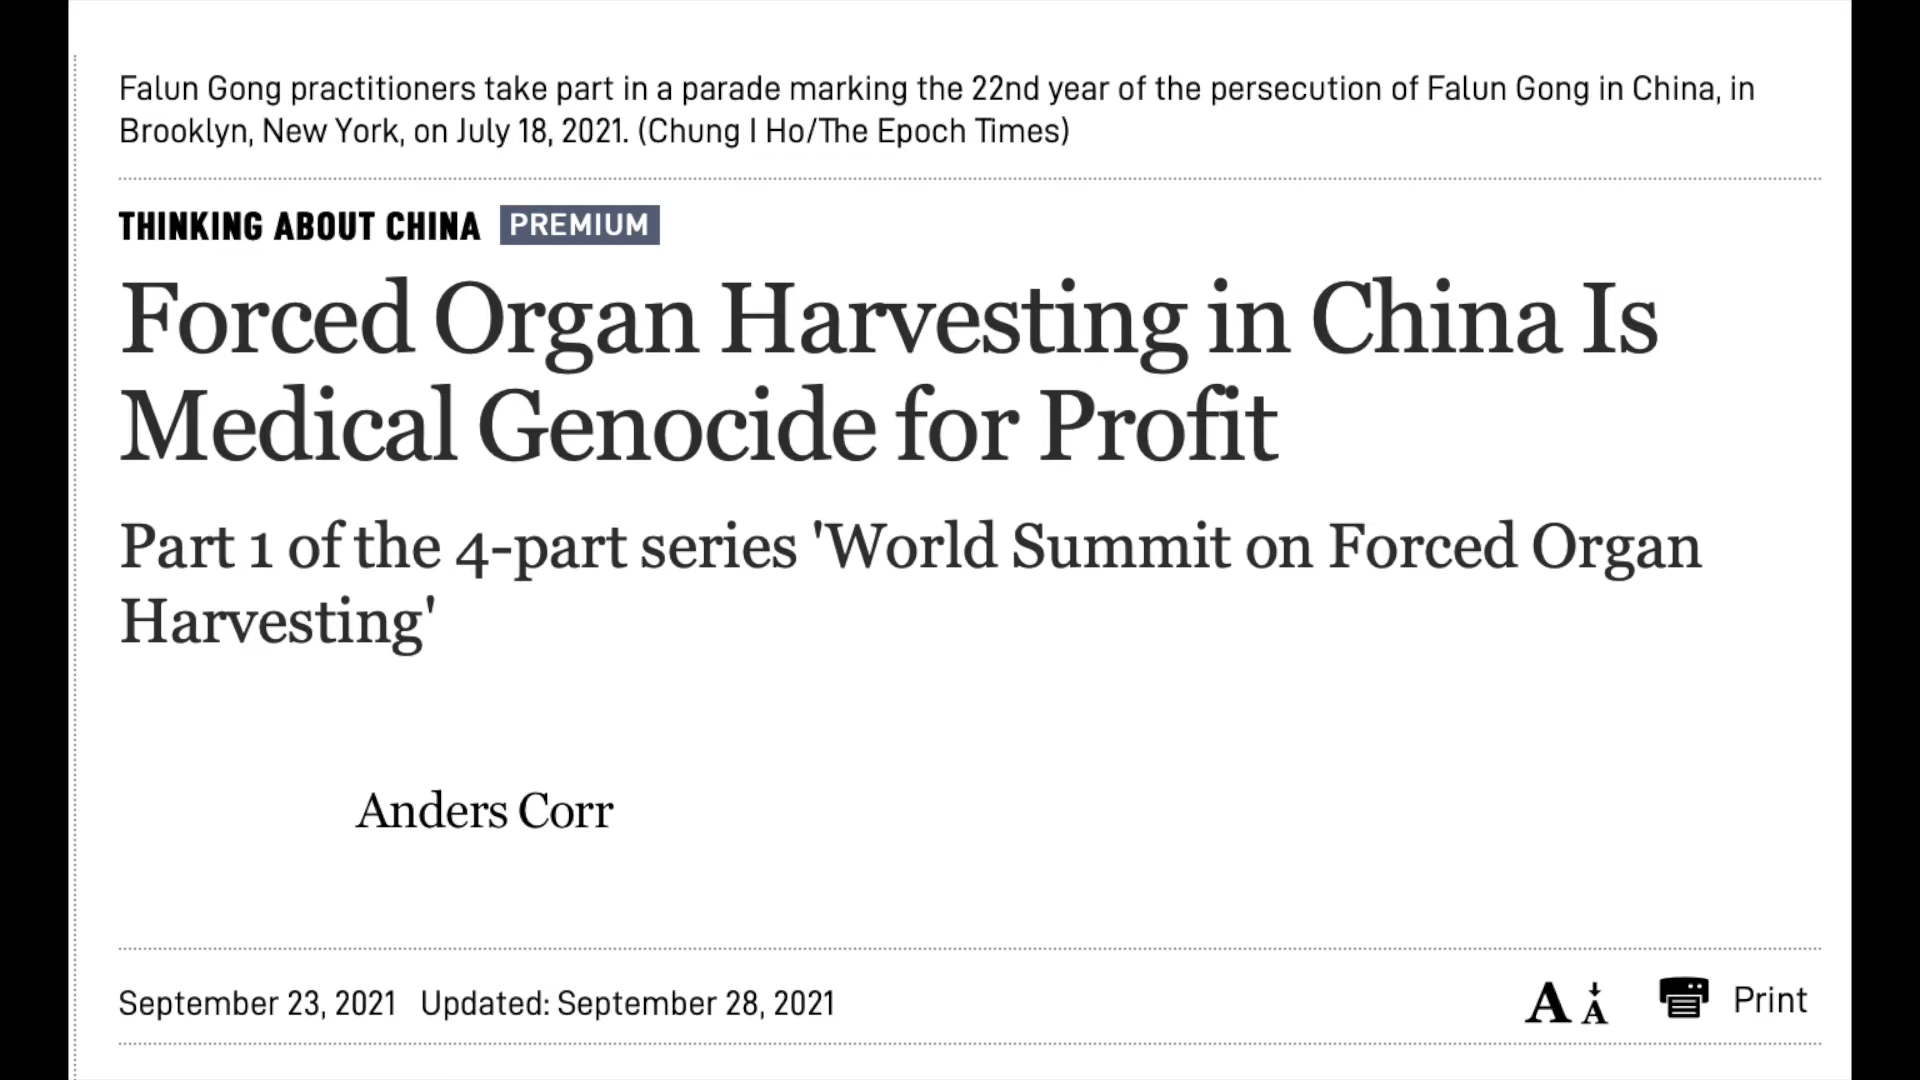 Falun Gong practitioners take part in a parade marking the 22nd year of the persecution of Falun Gong in China, in
Brooklyn, New York, on July 18, 2021. (Chung I Ho/The Epoch Times)
THINKING ABOUT CHINA PREMIUM
Forced Organ Harvesting in China Is
Medical Genocide for Profit
Part 1 of the 4-part series 'World Summit on Forced Organ
Harvesting'
Anders Corr
September 23, 2021 Updated: September 28, 2021 A A Print